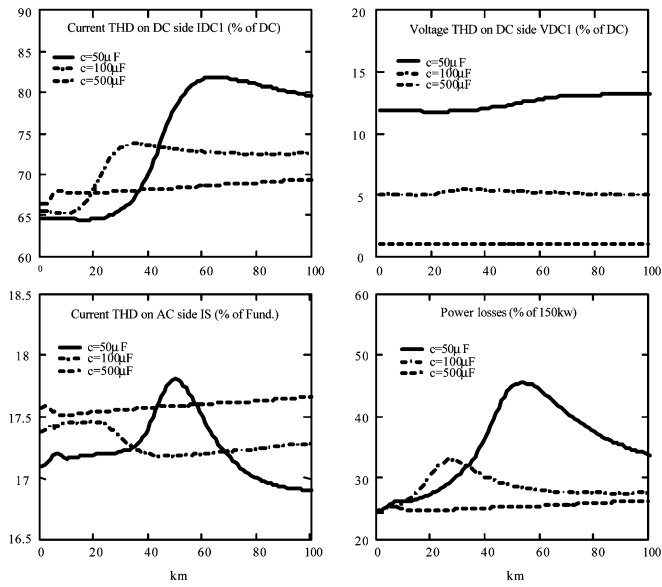 Current THD on DC side IDC1 (% of DC)
90
85
80
75
70
65
60
c=50µF
c=100µF
c=500µF
0 20 40 60 80 100
Voltage THD on DC side VDC1 (% of DC)
20
15
10
5
0
c=50µF
c=100µF
c=500µF
0 20 40 60 80 100
Current THD on AC side IS (% of Fund.)
18.5
18
17.5
17
16.5
c=50µF
c=100µF
c=500µF
0 20 40 60 80 100
km
Power losses (% of 150kw)
60
50
40
30
20
c=50µF
c=100µF
c=500µF
0 20 40 60 80 100
km